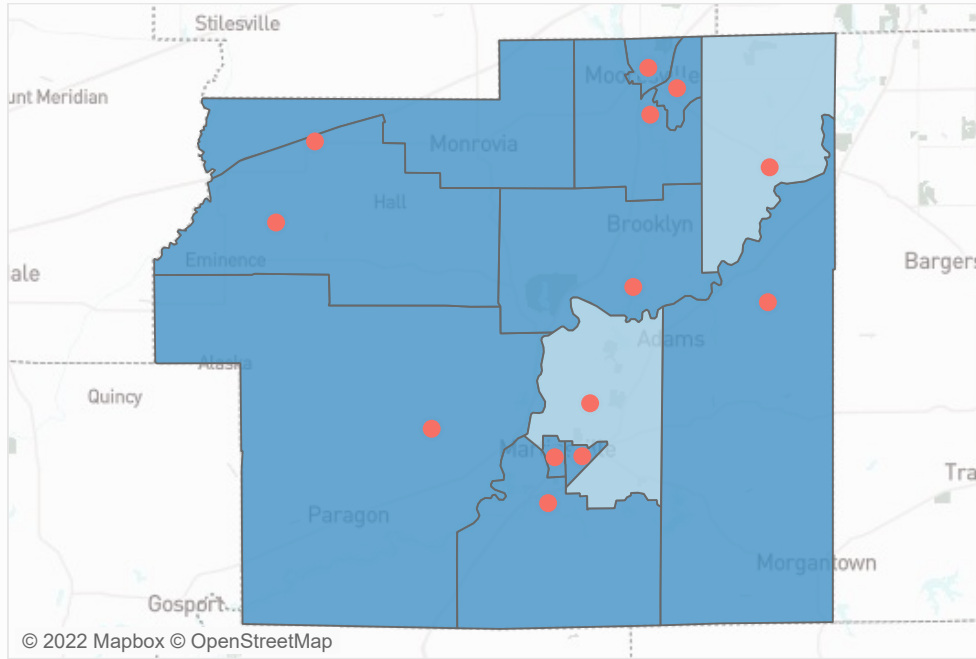 Stilesville
unt Meridian
Monrovia
Hall
Brooklyn
Eminence
ale
Bargers
Adams
Alaska
Quincy
Tra
Paragon
Morgantown
Gosport
© 2022 Mapbox © OpenStreetMap